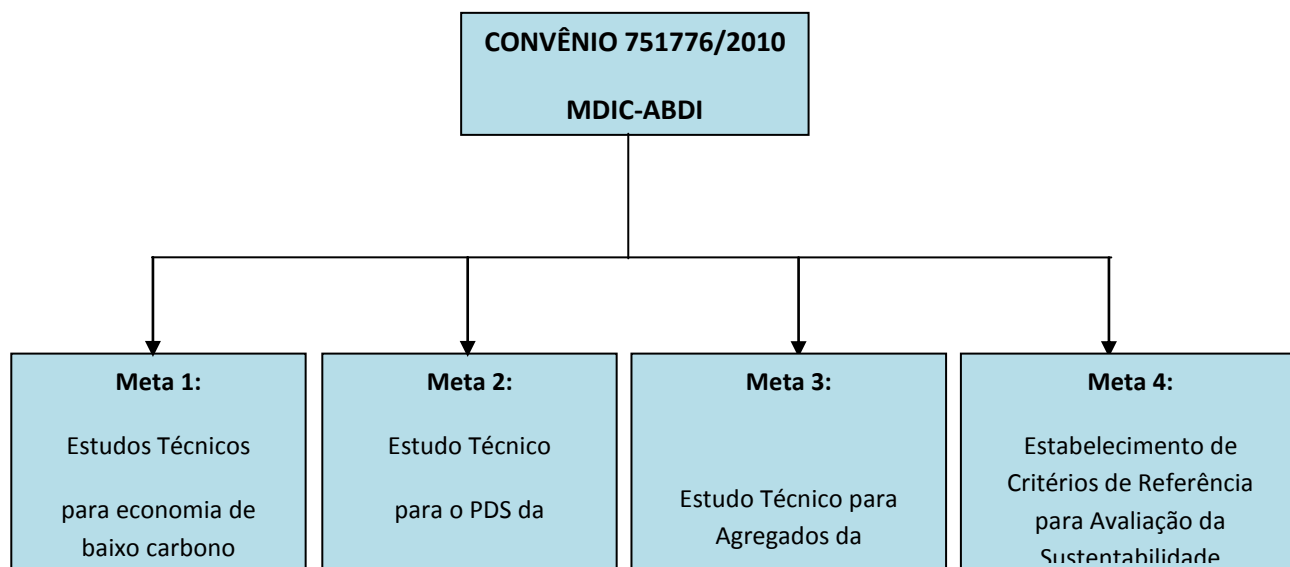 CONVÊNIO 751776/2010
MDIC-ABDI
Meta 1:
Estudos Técnicos
para economia de
baixo carbono
Meta 2:
Estudo Técnico
para o PDS da
Meta 3:
Estudo Técnico para
Agregados da
Meta 4:
Estabelecimento de
Critérios de Referência
para Avaliação da
Sustentabilidade